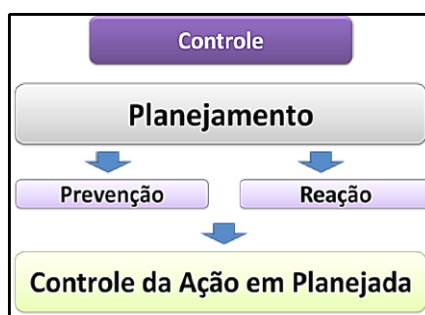 Controle
Planejamento
Prevenção Reação
Controle da Ação em Planejada